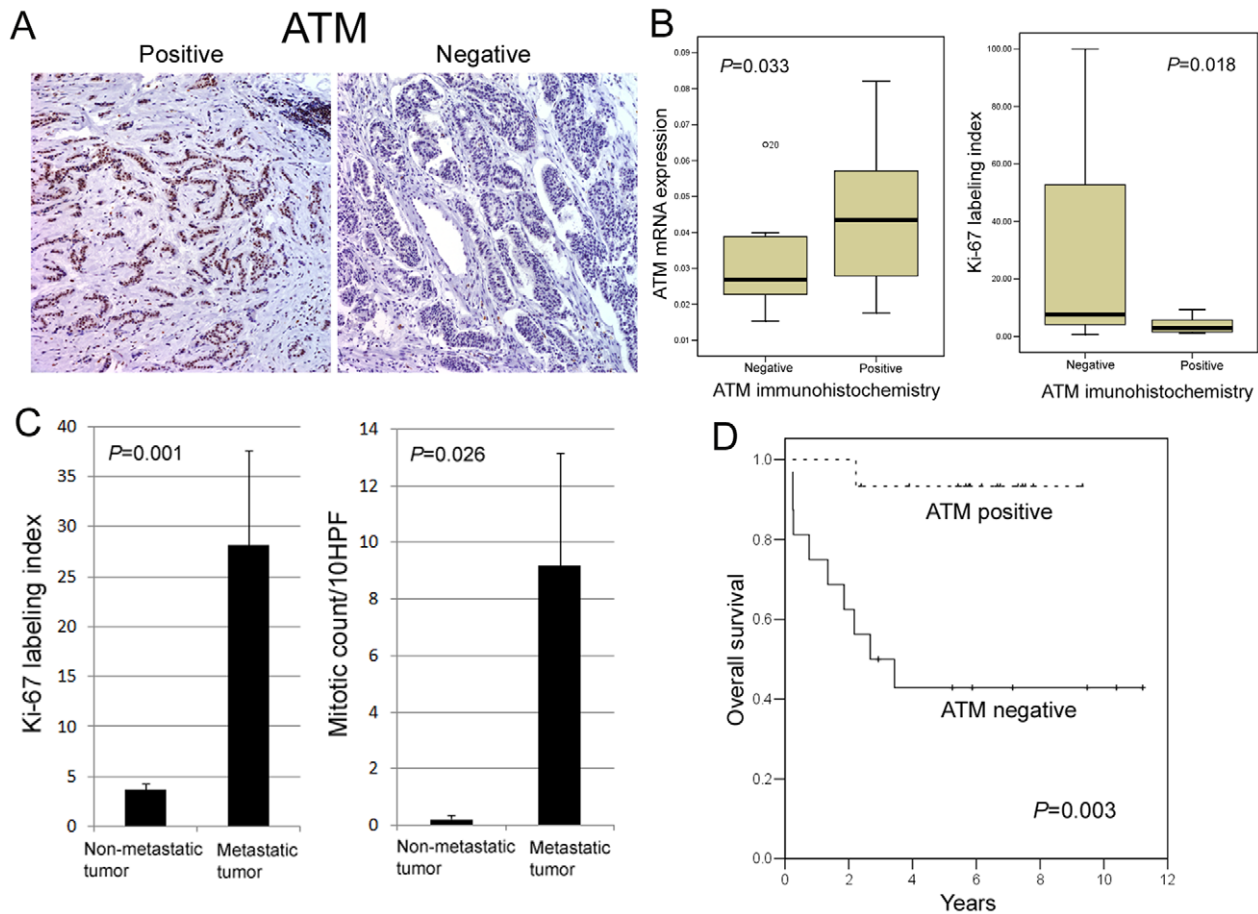 A
ATM
Positive
Negative
B
P=0.033
ATM mRNA expression
0.09
0.08
0.07
0.06
0.05
0.04
0.03
0.02
0.01
20
Negative
Positive
ATM immunohistochemistry
P=0.018
Ki-67 labeling index
100.00
80.00
60.00
40.00
20.00
0.00
Negative
Positive
ATM imunohistochemistry
C
P=0.001
Ki-67 labeling index
40
35
30
25
20
15
10
5
0
Non-metastatic
tumor
Metastatic
tumor
P=0.026
Mitotic count/10HPF
14
12
10
8
6
4
2
0
Non-metastatic
tumor
Metastatic
tumor
D
Overall survival
1.0
0.8
0.6
0.4
0.2
0.0
ATM positive
ATM negative
P=0.003
0
2
4
6
8
10
12
Years